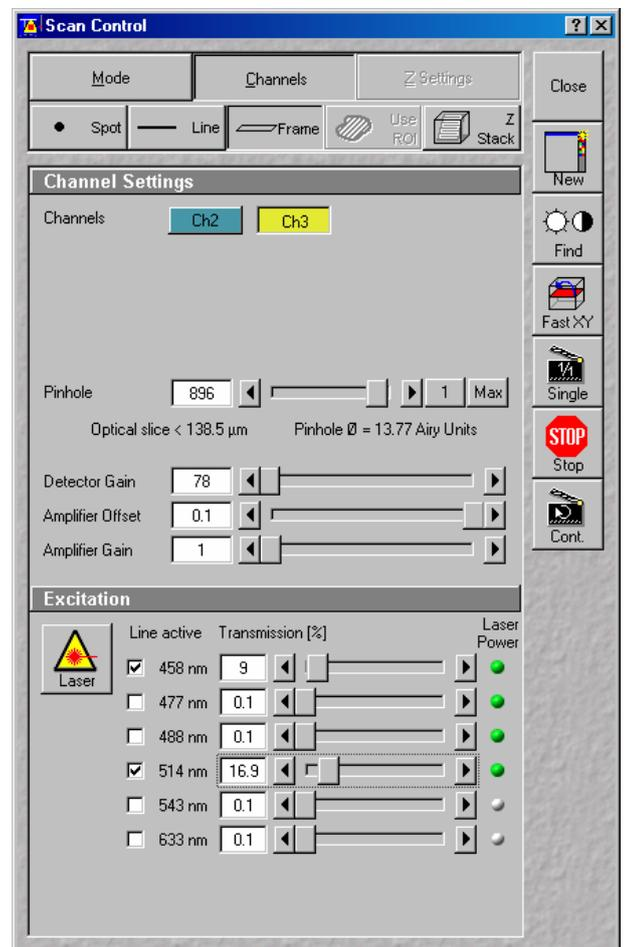 Scan Control
Mode Channels Z Settings
Spot Line Frame Use ROI Z Stack
Close
New
Find
Fast XY
1/1
Single
STOP
Stop
Cont.
Channel Settings
Channels Ch2 Ch3
Pinhole 896 1 Max
Optical slice < 138.5 µm Pinhole Ø = 13.77 Airy Units
Detector Gain 78
Amplifier Offset 0.1
Amplifier Gain 1
Excitation
Laser
Line active Transmission [%] Laser Power
458 nm 9
477 nm 0.1
488 nm 0.1
514 nm 16.9
543 nm 0.1
633 nm 0.1